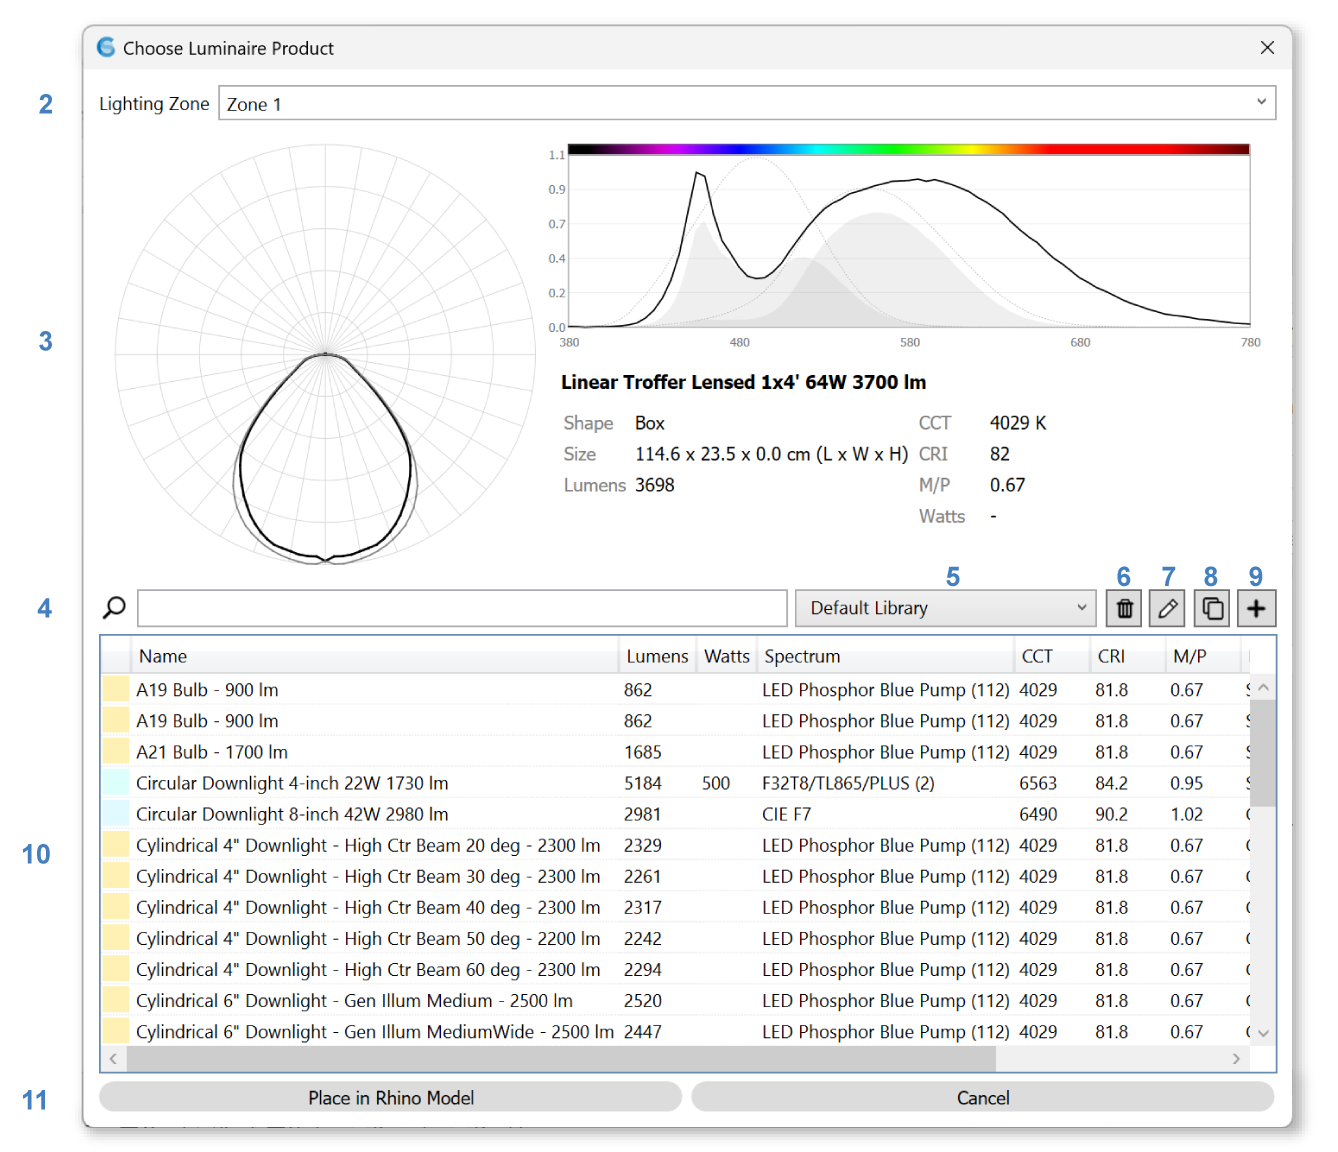 Choose Luminaire Product
2 Lighting Zone Zone 1
1.1
0.9
0.7
0.4
0.2
0.0
380 480 580 680 780
3
Linear Troffer Lensed 1x4' 64W 3700 lm
Shape Box CCT 4029 K
Size 114.6 x 23.5 x 0.0 cm (L x W x H) CRI 82
Lumens 3698 M/P 0.67
Watts -
5 6 7 8 9
4 Default Library
Name Lumens Watts Spectrum CCT CRI M/P
A19 Bulb - 900 lm 862 LED Phosphor Blue Pump (112) 4029 81.8 0.67
A19 Bulb - 900 lm 862 LED Phosphor Blue Pump (112) 4029 81.8 0.67
A21 Bulb - 1700 lm 1685 LED Phosphor Blue Pump (112) 4029 81.8 0.67
Circular Downlight 4-inch 22W 1730 lm 5184 500 F32T8/TL865/PLUS (2) 6563 84.2 0.95
Circular Downlight 8-inch 42W 2980 lm 2981 CIE F7 6490 90.2 1.02
10 Cylindrical 4" Downlight - High Ctr Beam 20 deg - 2300 lm 2329 LED Phosphor Blue Pump (112) 4029 81.8 0.67
Cylindrical 4" Downlight - High Ctr Beam 30 deg - 2300 lm 2261 LED Phosphor Blue Pump (112) 4029 81.8 0.67
Cylindrical 4" Downlight - High Ctr Beam 40 deg - 2300 lm 2317 LED Phosphor Blue Pump (112) 4029 81.8 0.67
Cylindrical 4" Downlight - High Ctr Beam 50 deg - 2200 lm 2242 LED Phosphor Blue Pump (112) 4029 81.8 0.67
Cylindrical 4" Downlight - High Ctr Beam 60 deg - 2300 lm 2294 LED Phosphor Blue Pump (112) 4029 81.8 0.67
Cylindrical 6" Downlight - Gen Illum Medium - 2500 lm 2520 LED Phosphor Blue Pump (112) 4029 81.8 0.67
Cylindrical 6" Downlight - Gen Illum MediumWide - 2500 lm 2447 LED Phosphor Blue Pump (112) 4029 81.8 0.67
11 Place in Rhino Model Cancel